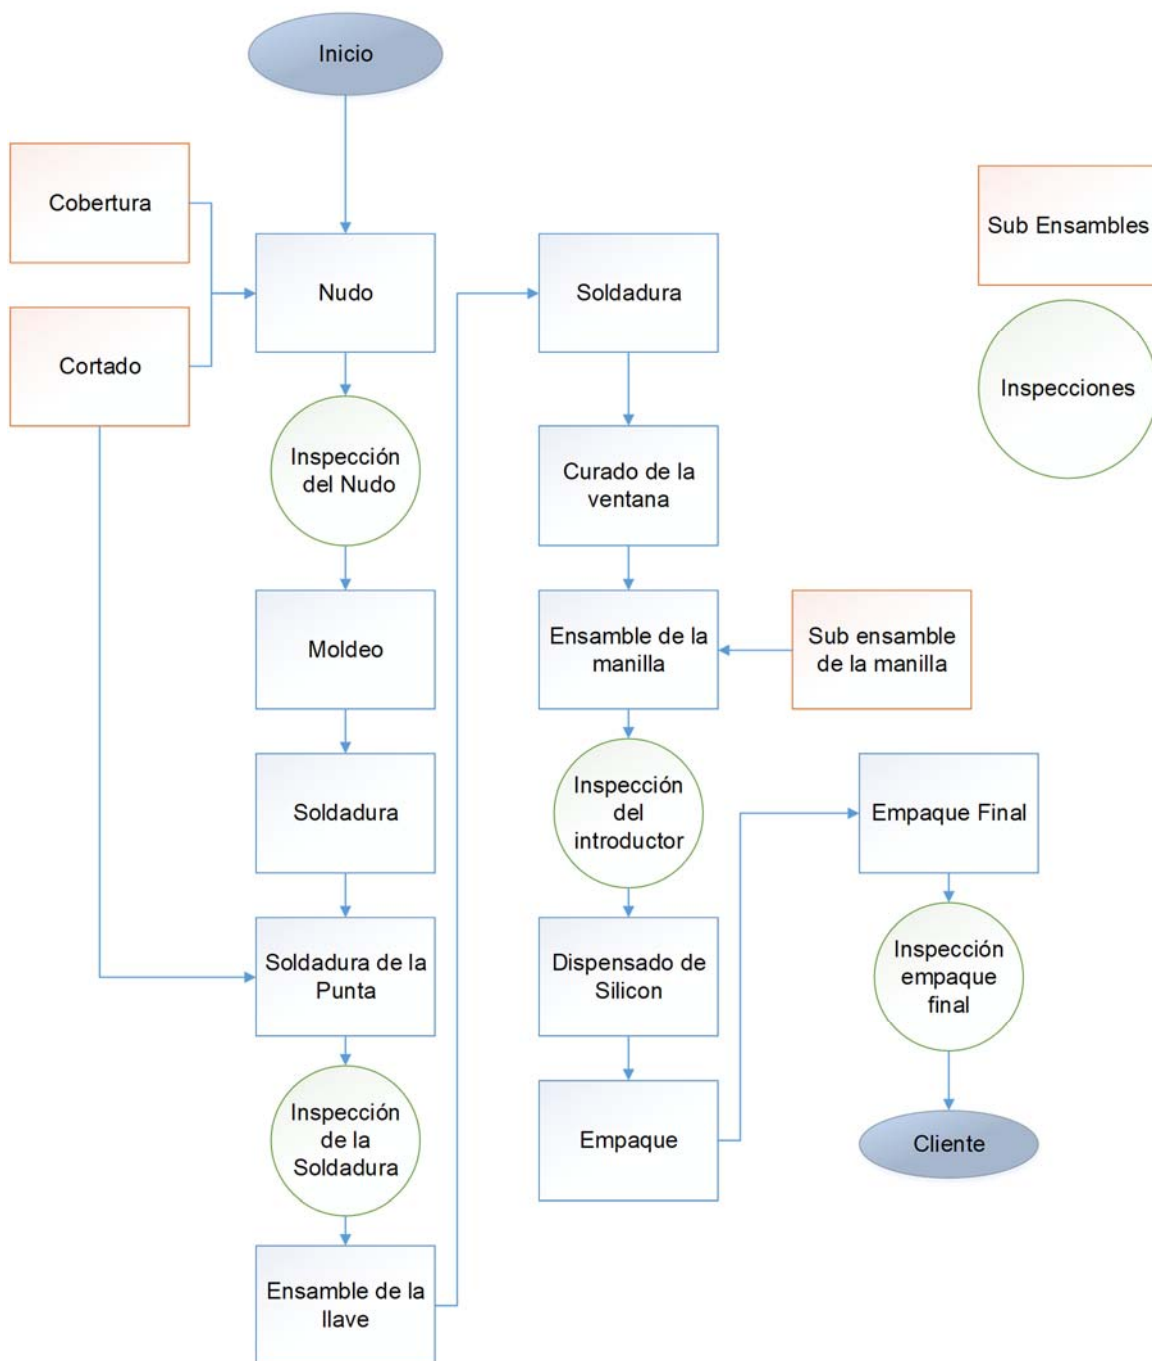 Inicio
Cobertura
Cortado
Nudo
Inspección
del Nudo
Moldeo
Soldadura
Soldadura de la
Punta
Inspección
de la
Soldadura
Ensamble de la
llave
Soldadura
Curado de la
ventana
Ensamble de la
manilla
Sub ensamble
de la manilla
Inspección
del
introductor
Dispensado de
Silicon
Empaque
Empaque Final
Inspección
empaque
final
Cliente
Sub Ensambles
Inspecciones